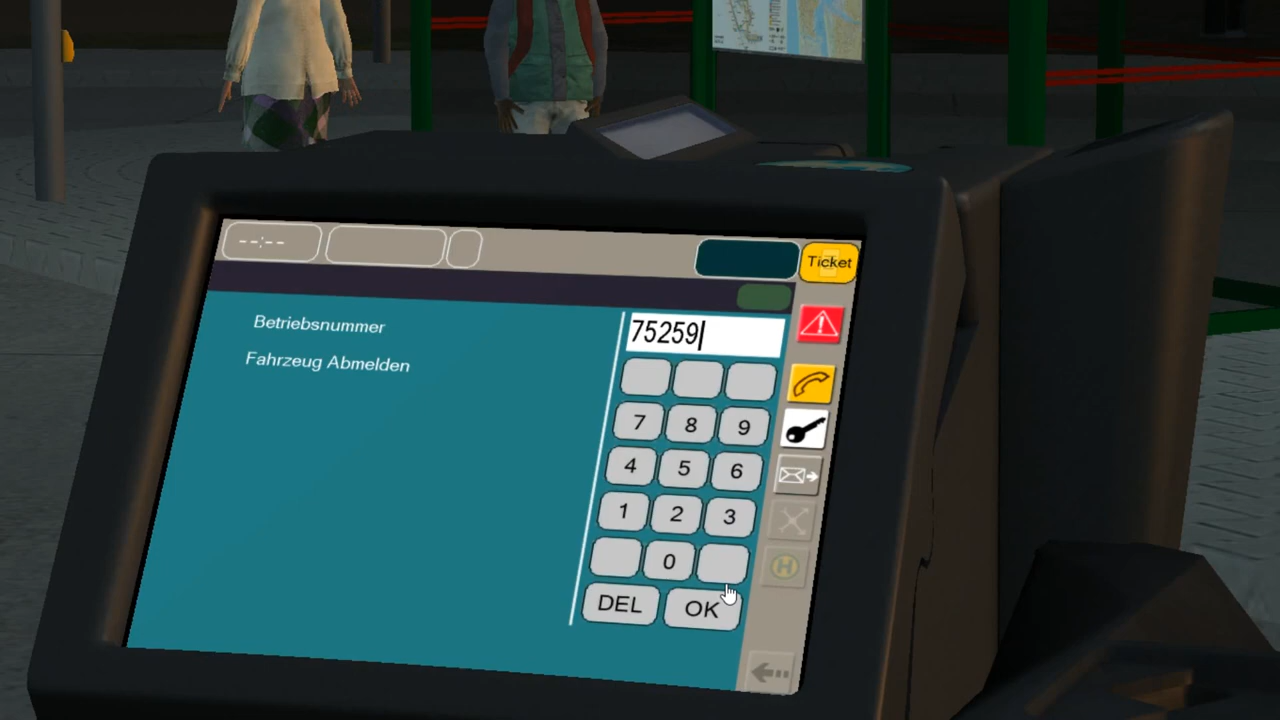 --:-- Ticket
Betriebsnummer
Fahrzeug Abmelden
75259
7 8 9
4 5 6
1 2 3
0
DEL OK
H